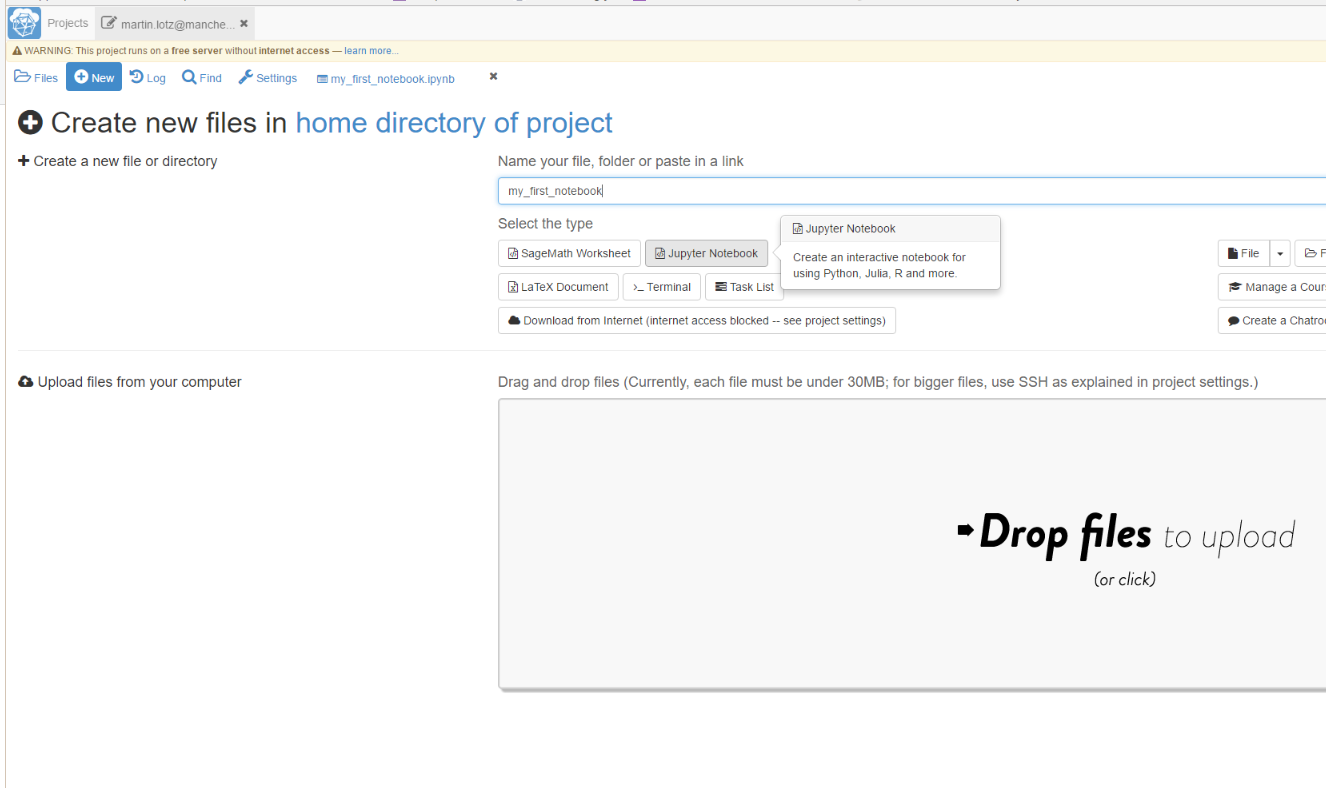 Projects martin.lotz@manche...
WARNING: This project runs on a free server without internet access — learn more...
Files New Log Find Settings my_first_notebook.ipynb
Create new files in home directory of project
Create a new file or directory
Name your file, folder or paste in a link
my_first_notebook
Select the type
SageMath Worksheet Jupyter Notebook
Jupyter Notebook
Create an interactive notebook for
using Python, Julia, R and more.
File F
LaTeX Document >_ Terminal Task List
Manage a Cour
Download from Internet (internet access blocked -- see project settings)
Create a Chatro
Upload files from your computer
Drag and drop files (Currently, each file must be under 30MB; for bigger files, use SSH as explained in project settings.)
Drop files to upload
(or click)